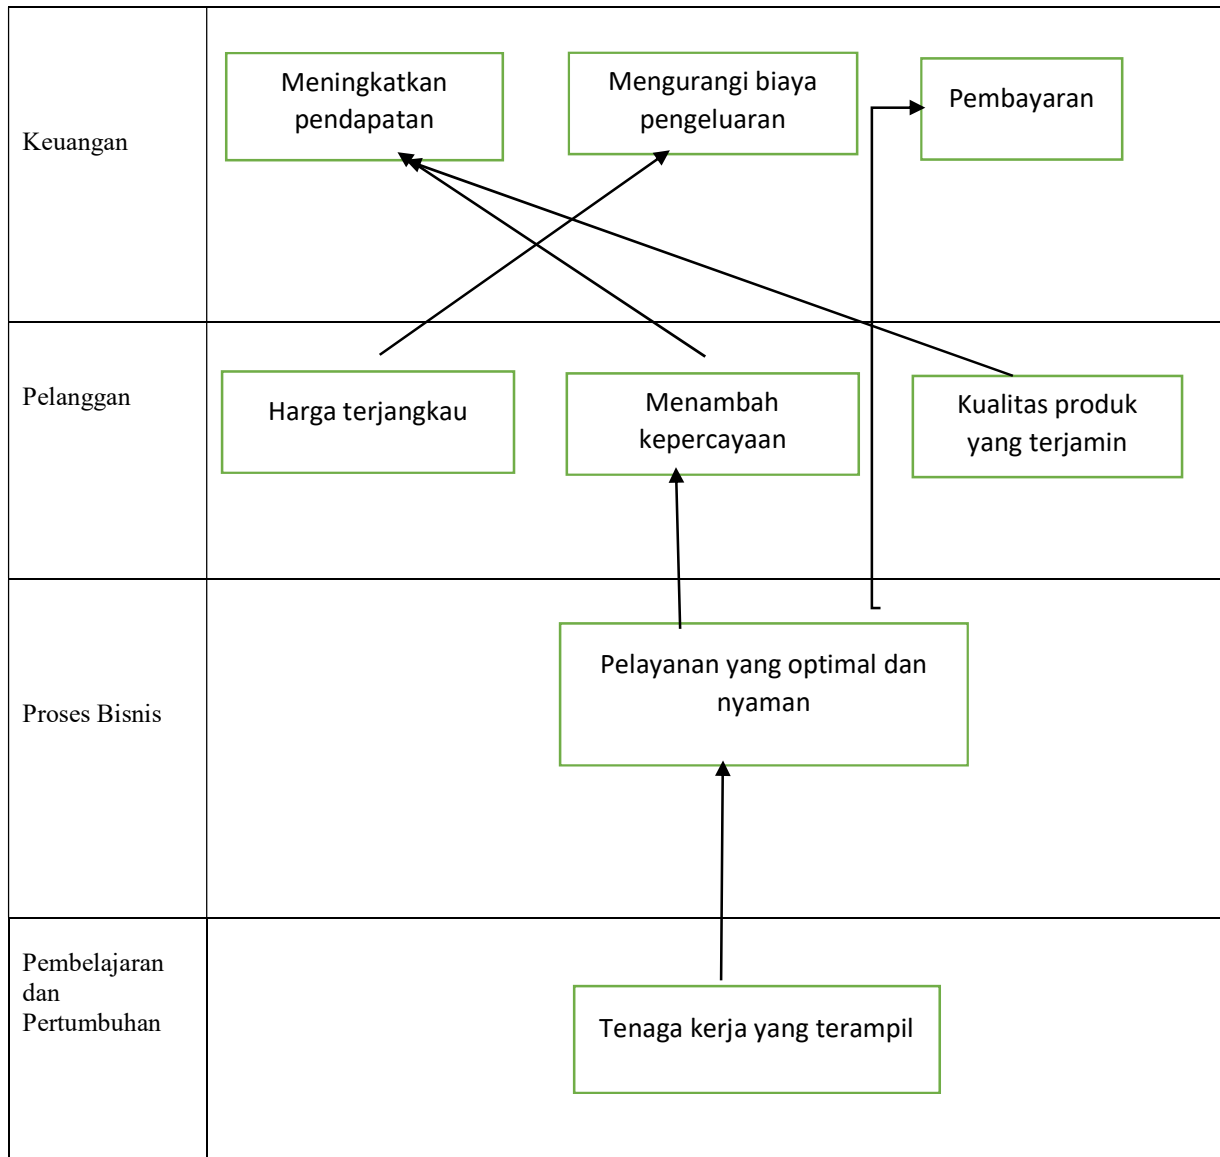 Keuangan
Meningkatkan
pendapatan
Mengurangi biaya
pengeluaran
Pembayaran
Pelanggan
Harga terjangkau
Menambah
kepercayaan
Kualitas produk
yang terjamin
Proses Bisnis
Pelayanan yang optimal dan
nyaman
Pembelajaran
dan
Pertumbuhan
Tenaga kerja yang terampil